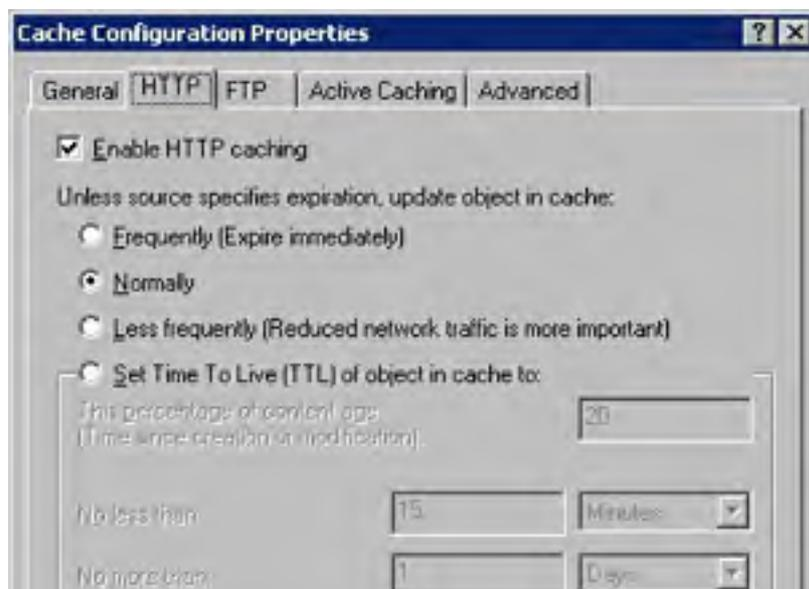 Cache Configuration Properties
General HTTP FTP Active Caching Advanced
Enable HTTP caching
Unless source specifies expiration, update object in cache:
Frequently (Expire immediately)
Normally
Less frequently (Reduced network traffic is more important)
Set Time To Live (TTL) of object in cache to:
This percentage of content age 20
(Time since creation or modification).
No less than 15 Minutes
No more than 1 Days